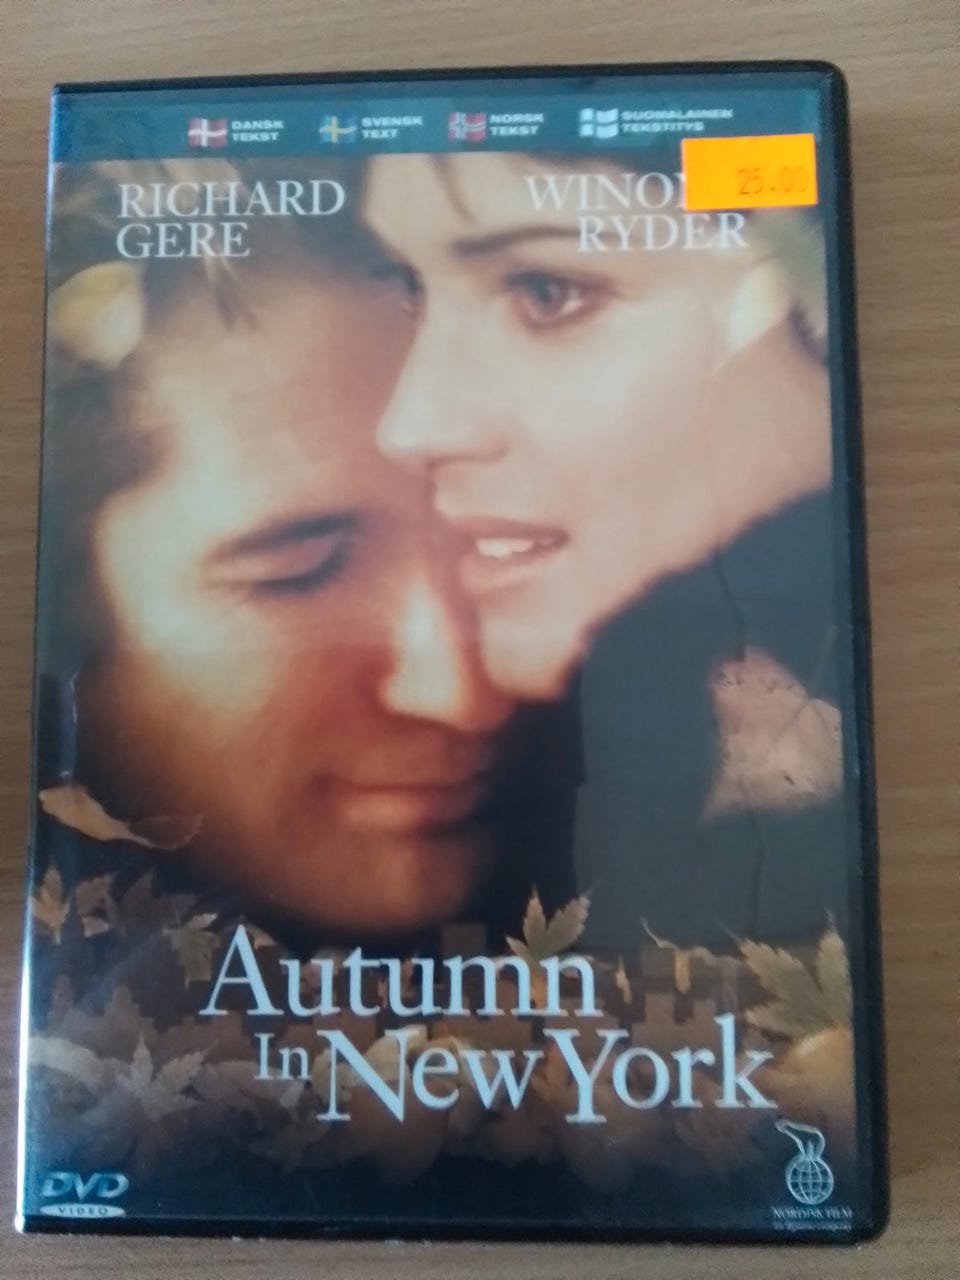 DANSK
TEKST
SVENSK
TEXT
NORSK
TEKST
SUOMALAINEN
TEKSTITYS
25.00
RICHARD
GERE
RYDER
Autumn
In New York
DVD
VIDEO
NORDISK FILM